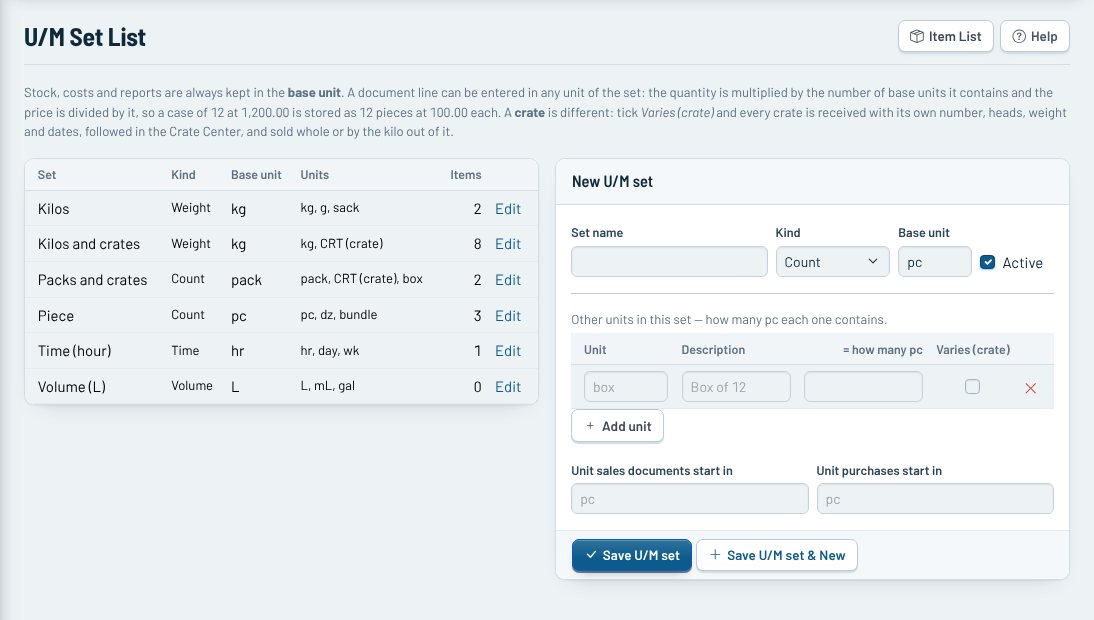 U/M Set List
Item List
Help
Stock, costs and reports are always kept in the base unit. A document line can be entered in any unit of the set: the quantity is multiplied by the number of base units it contains and the
price is divided by it, so a case of 12 at 1,200.00 is stored as 12 pieces at 100.00 each. A crate is different: tick Varies (crate) and every crate is received with its own number, heads, weight
and dates, followed in the Crate Center, and sold whole or by the kilo out of it.
Set Kind Base unit Units Items
Kilos Weight kg kg, g, sack 2 Edit
Kilos and crates Weight kg kg, CRT (crate) 8 Edit
Packs and crates Count pack pack, CRT (crate), box 2 Edit
Piece Count pc pc, dz, bundle 3 Edit
Time (hour) Time hr hr, day, wk 1 Edit
Volume (L) Volume L L, mL, gal 0 Edit
New U/M set
Set name Kind Base unit
Count pc Active
Other units in this set — how many pc each one contains.
Unit Description = how many pc Varies (crate)
box Box of 12
+ Add unit
Unit sales documents start in Unit purchases start in
pc pc
Save U/M set + Save U/M set & New